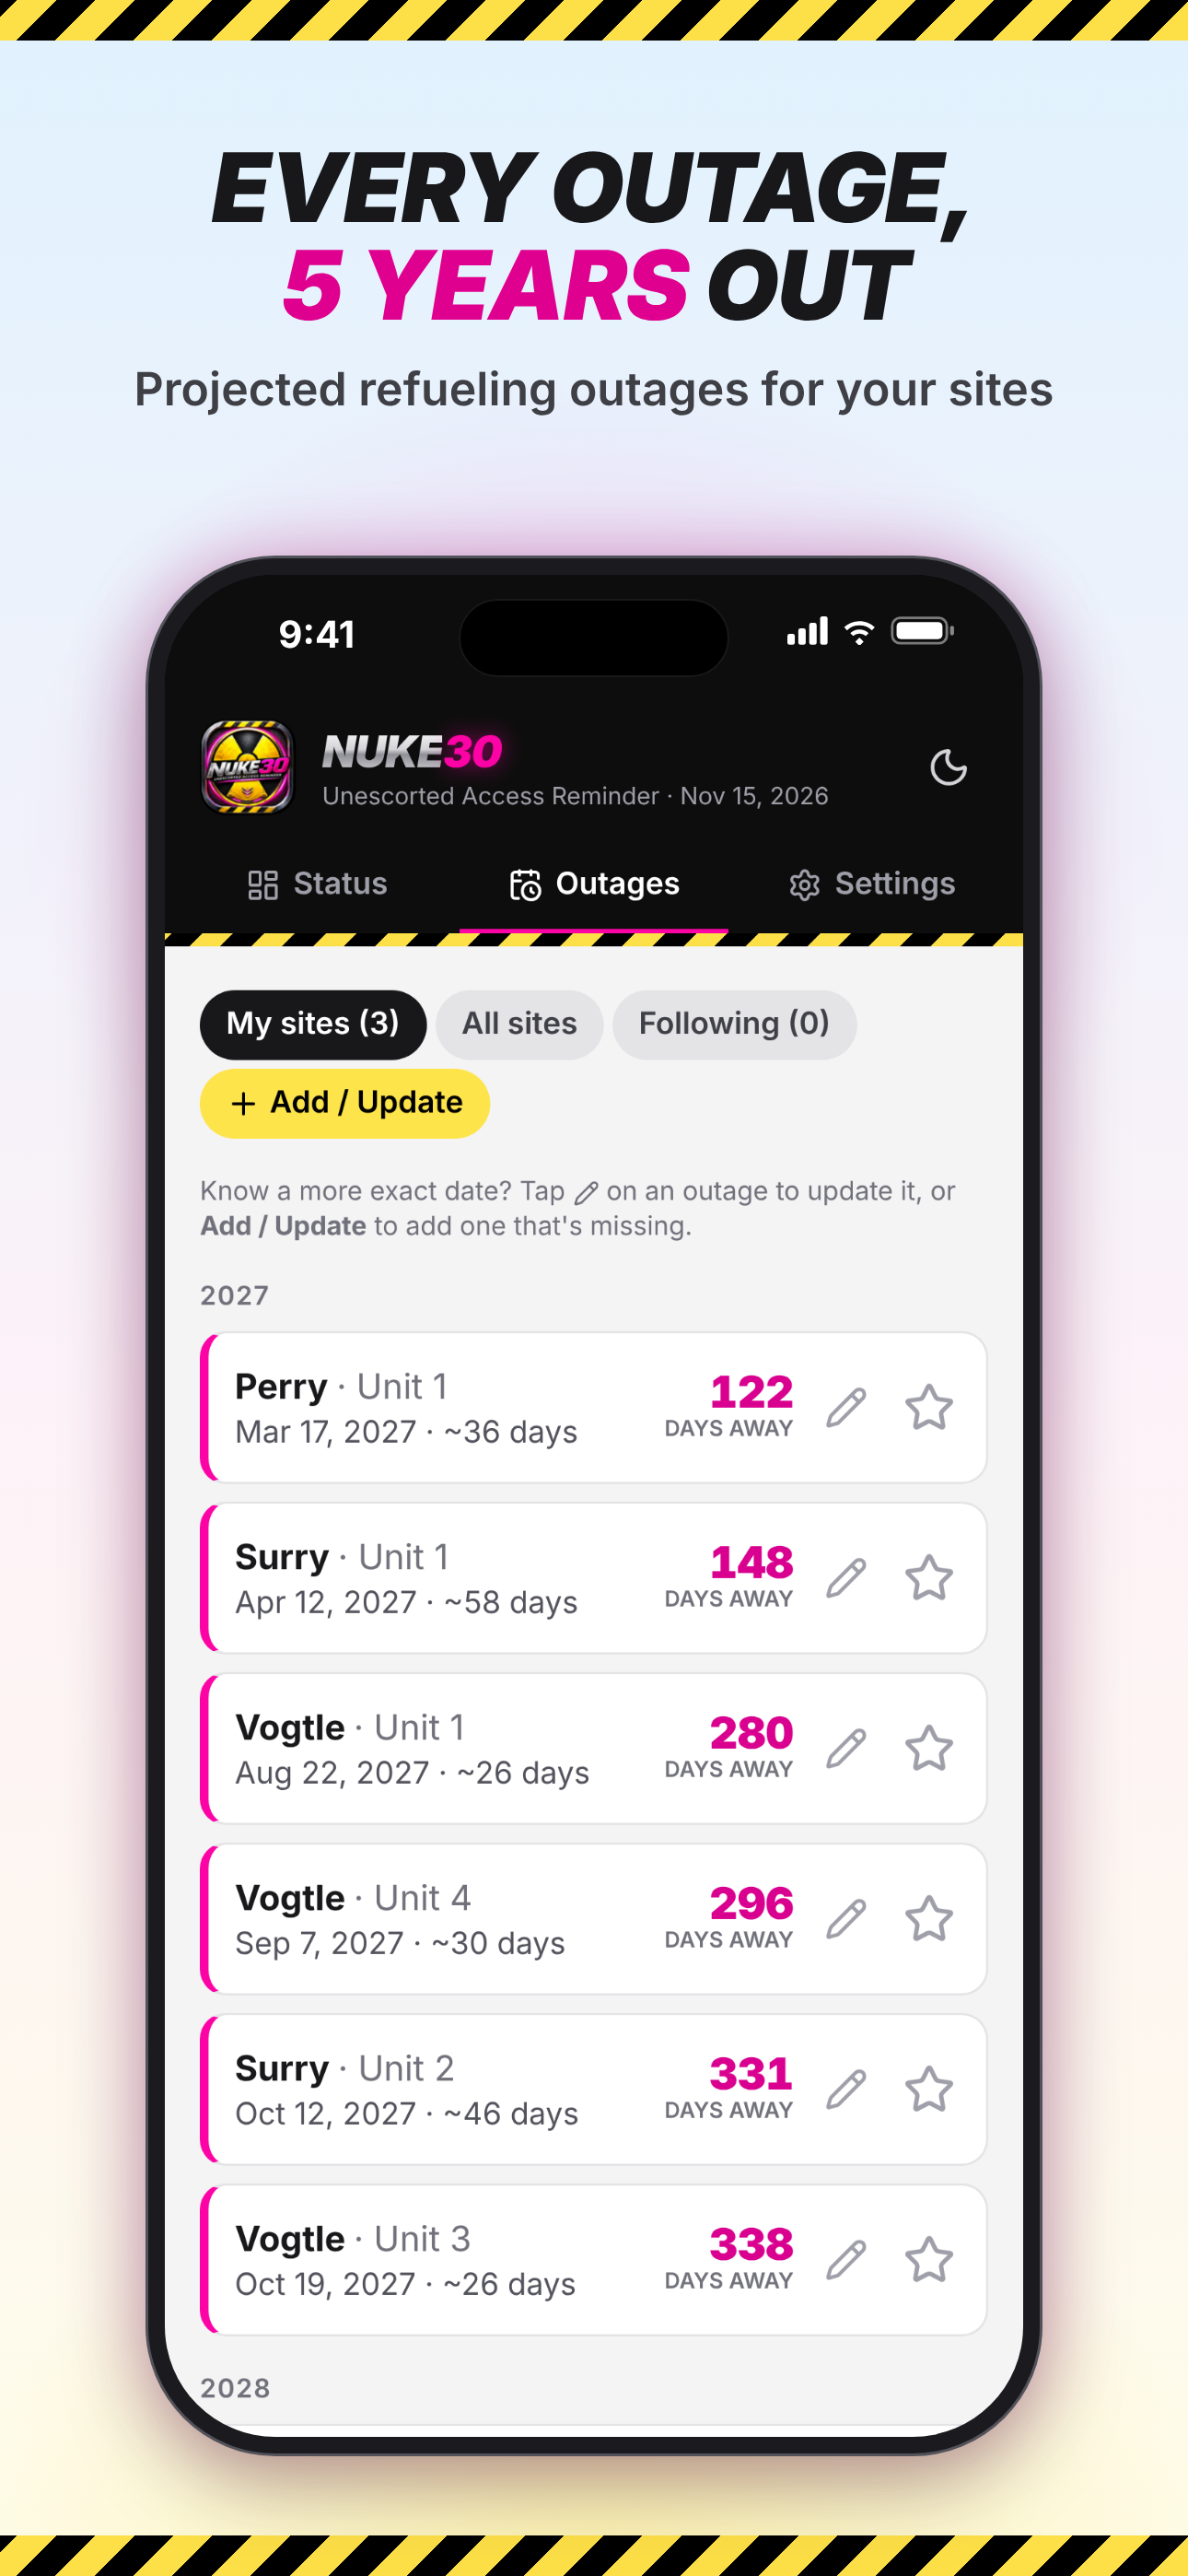 EVERY OUTAGE,
5 YEARS OUT
Projected refueling outages for your sites
9:41
NUKE30
NUKE30
UNESCORTED ACCESS REMINDER
Unescorted Access Reminder · Nov 15, 2026
Status
Outages
Settings
My sites (3)
All sites
Following (0)
+ Add / Update
Know a more exact date? Tap on an outage to update it, or
Add / Update to add one that's missing.
2027
Perry · Unit 1
Mar 17, 2027 · ~36 days
122
DAYS AWAY
Surry · Unit 1
Apr 12, 2027 · ~58 days
148
DAYS AWAY
Vogtle · Unit 1
Aug 22, 2027 · ~26 days
280
DAYS AWAY
Vogtle · Unit 4
Sep 7, 2027 · ~30 days
296
DAYS AWAY
Surry · Unit 2
Oct 12, 2027 · ~46 days
331
DAYS AWAY
Vogtle · Unit 3
Oct 19, 2027 · ~26 days
338
DAYS AWAY
2028